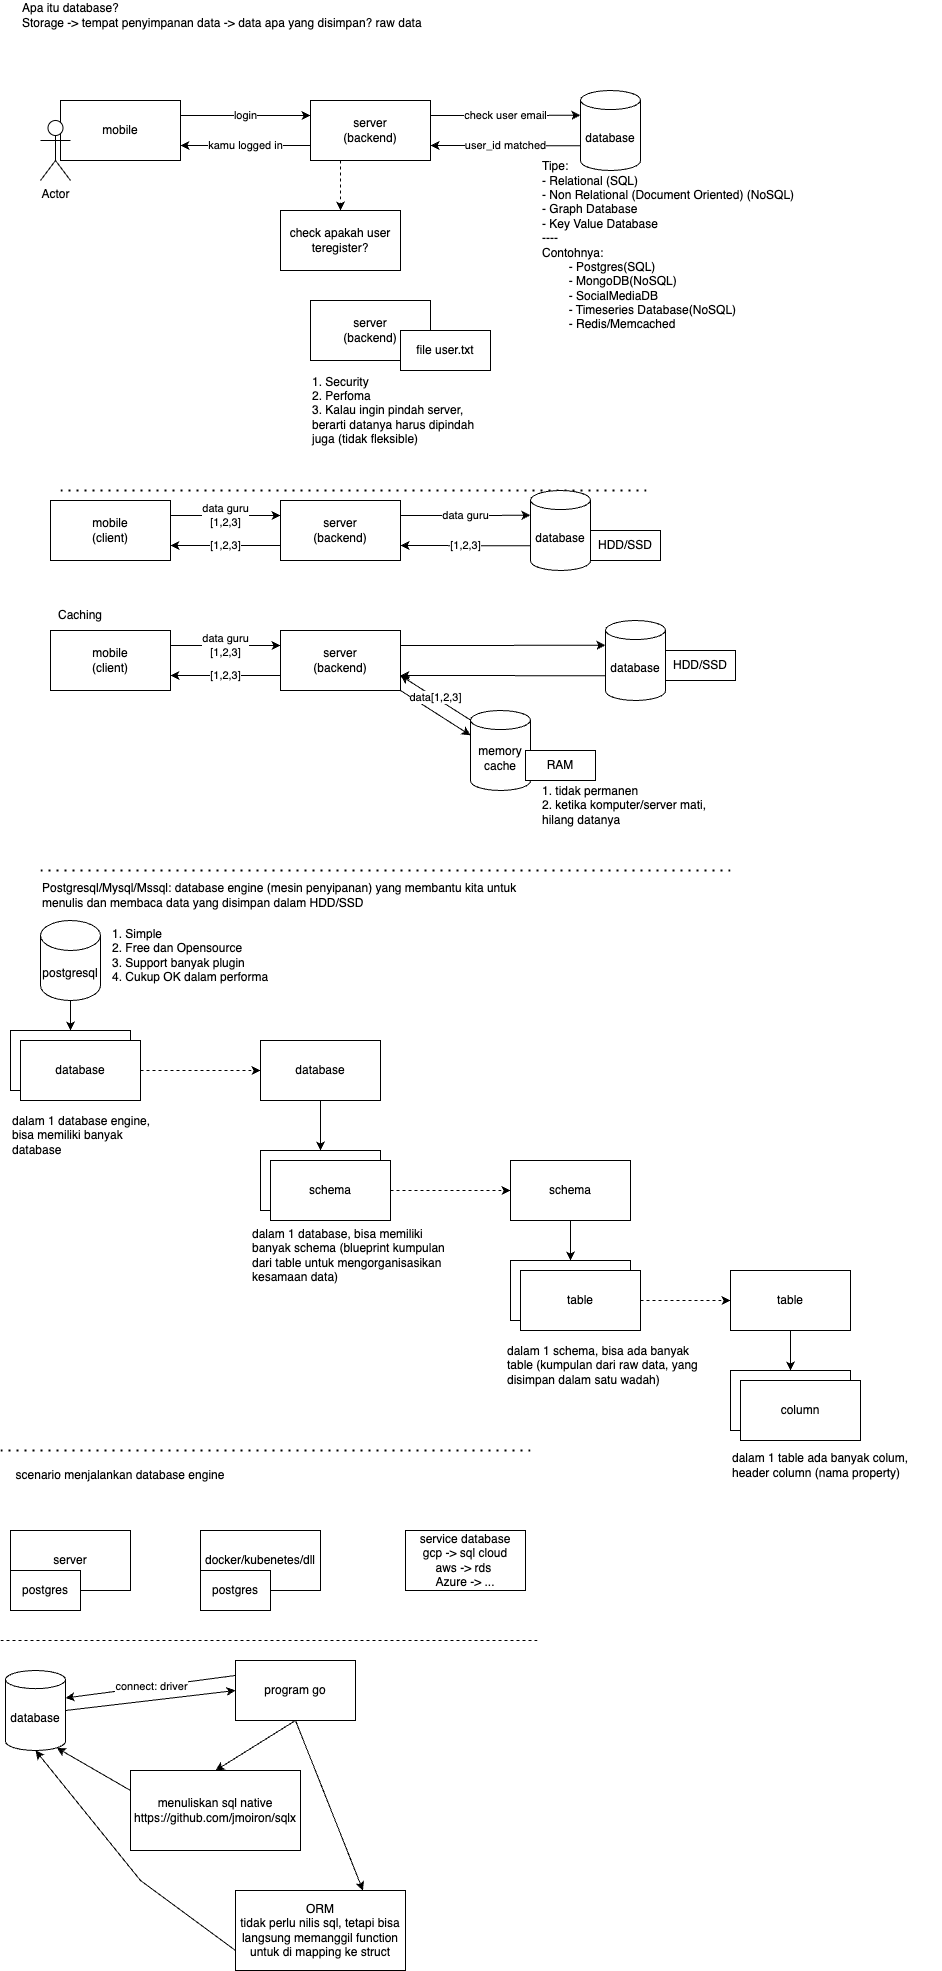 Apa itu database?
Storage -> tempat penyimpanan data -> data apa yang disimpan? raw data
Actor
mobile
login
kamu logged in
server
(backend)
check user email
user_id matched
database
check apakah user
teregister?
Tipe:
- Relational (SQL)
- Non Relational (Document Oriented) (NoSQL)
- Graph Database
- Key Value Database
----
Contohnya:
- Postgres(SQL)
- MongoDB(NoSQL)
- SocialMediaDB
- Timeseries Database(NoSQL)
- Redis/Memcached
server
(backend)
file user.txt
1. Security
2. Perfoma
3. Kalau ingin pindah server,
berarti datanya harus dipindah
juga (tidak fleksible)
mobile
(client)
data guru
[1,2,3]
[1,2,3]
server
(backend)
data guru
[1,2,3]
database
HDD/SSD
Caching
mobile
(client)
data guru
[1,2,3]
[1,2,3]
server
(backend)
database
HDD/SSD
data[1,2,3]
memory
cache
RAM
1. tidak permanen
2. ketika komputer/server mati,
hilang datanya
Postgresql/Mysql/Mssql: database engine (mesin penyipanan) yang membantu kita untuk
menulis dan membaca data yang disimpan dalam HDD/SSD
postgresql
1. Simple
2. Free dan Opensource
3. Support banyak plugin
4. Cukup OK dalam performa
database
dalam 1 database engine,
bisa memiliki banyak
database
database
schema
dalam 1 database, bisa memiliki
banyak schema (blueprint kumpulan
dari table untuk mengorganisasikan
kesamaan data)
schema
table
dalam 1 schema, bisa ada banyak
table (kumpulan dari raw data, yang
disimpan dalam satu wadah)
table
column
dalam 1 table ada banyak colum,
header column (nama property)
scenario menjalankan database engine
server
postgres
docker/kubenetes/dll
postgres
service database
gcp -> sql cloud
aws -> rds
Azure -> ...
database
connect: driver
program go
menuliskan sql native
https://github.com/jmoiron/sqlx
ORM
tidak perlu nilis sql, tetapi bisa
langsung memanggil function
untuk di mapping ke struct